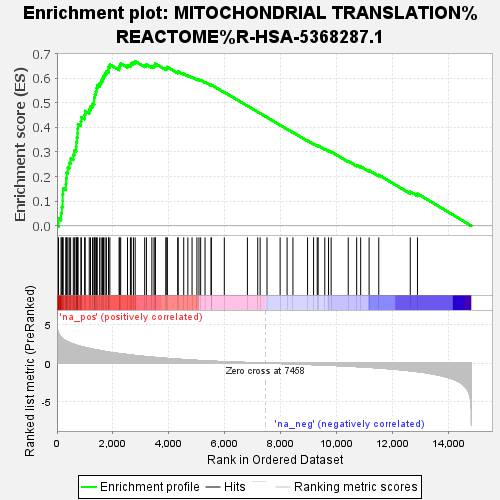 Enrichment plot: MITOCHONDRIAL TRANSLATION%
REACTOME%R-HSA-5368287.1
Enrichment score (ES)
0.7
0.6
0.5
0.4
0.3
0.2
0.1
0.0
'na_pos' (positively correlated)
Ranked list metric (PreRanked)
5
0
-5
Zero cross at 7458
'na_neg' (negatively correlated)
0 2,000 4,000 6,000 8,000 10,000 12,000 14,000
Rank in Ordered Dataset
Enrichment profile Hits Ranking metric scores